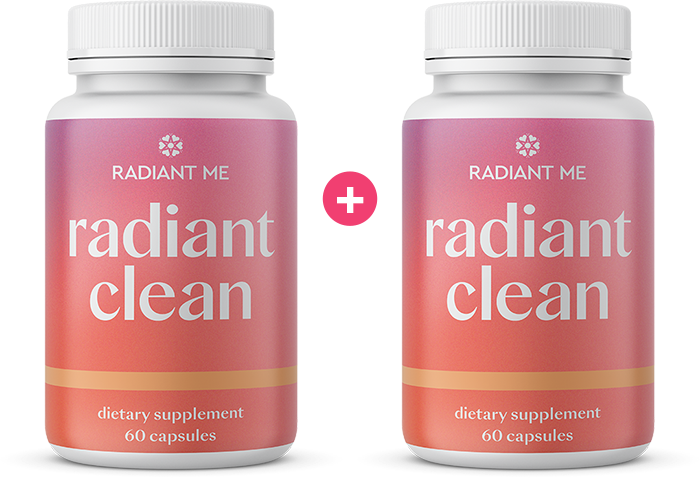 RADIANT ME
radiant
clean
dietary supplement
60 capsules
+
RADIANT ME
radiant
clean
dietary supplement
60 capsules